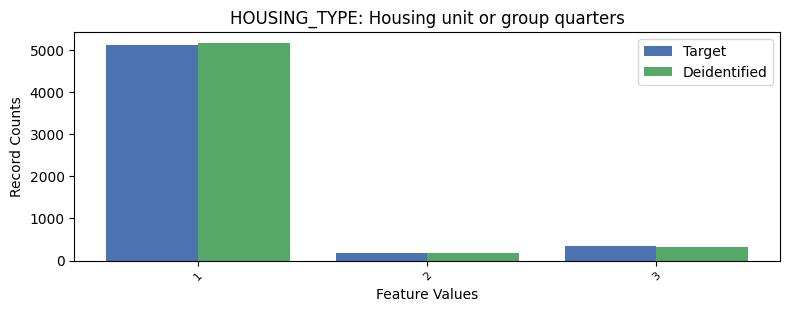 HOUSING_TYPE: Housing unit or group quarters
Target
Deidentified
Record Counts
5000
4000
3000
2000
1000
0
1
2
3
Feature Values